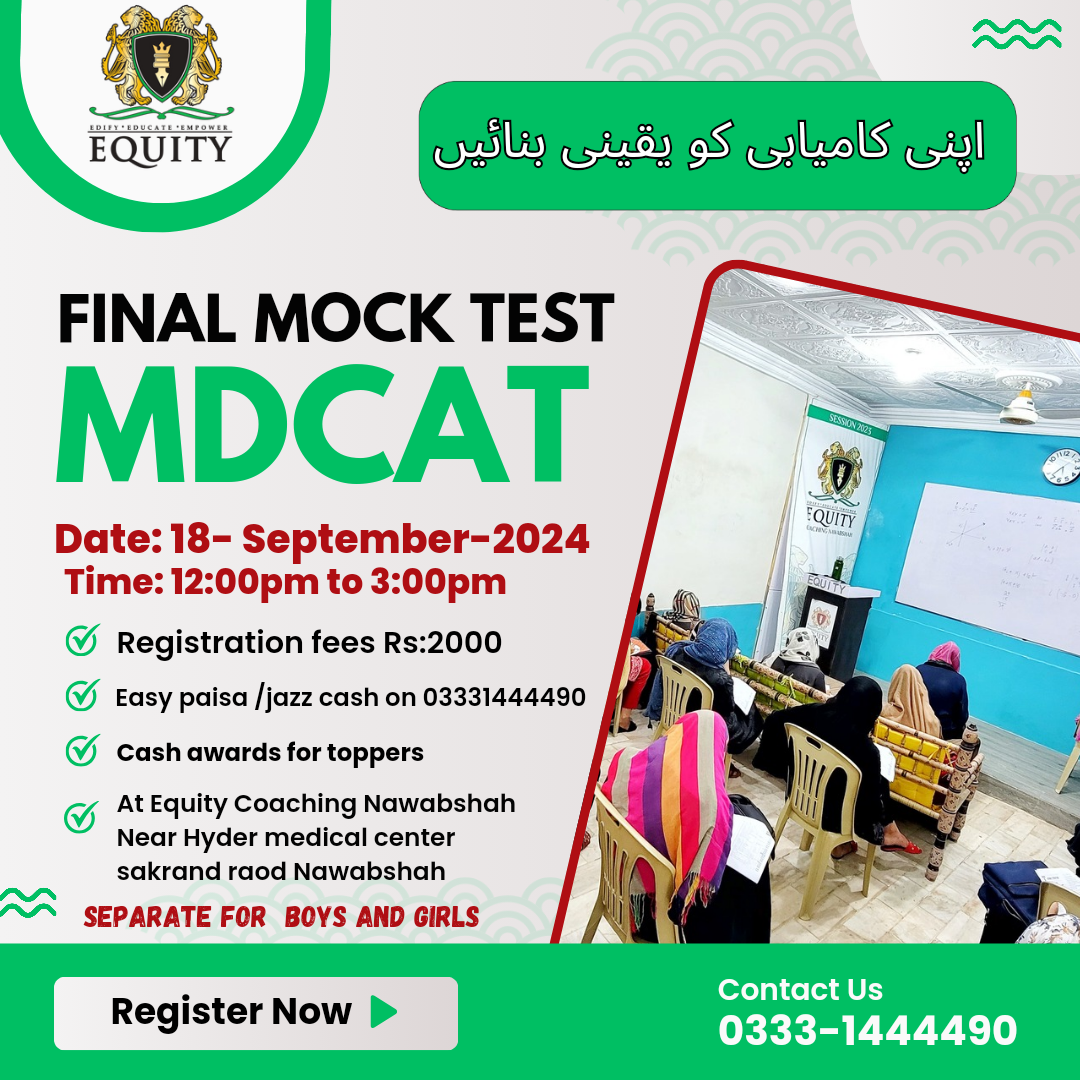 EDIFY * EDUCATE * EMPOWER
EQUITY
اپنی کامیابی کو یقینی بنائیں
FINAL MOCK TEST
MDCAT
Date: 18- September-2024
Time: 12:00pm to 3:00pm
Registration fees Rs:2000
Easy paisa /jazz cash on 03331444490
Cash awards for toppers
At Equity Coaching Nawabshah
Near Hyder medical center
sakrand raod Nawabshah
SEPARATE FOR BOYS AND GIRLS
SESSION 2023
EQUITY
COACHING NAWABSHAH
EQUITY
Register Now
Contact Us
0333-1444490